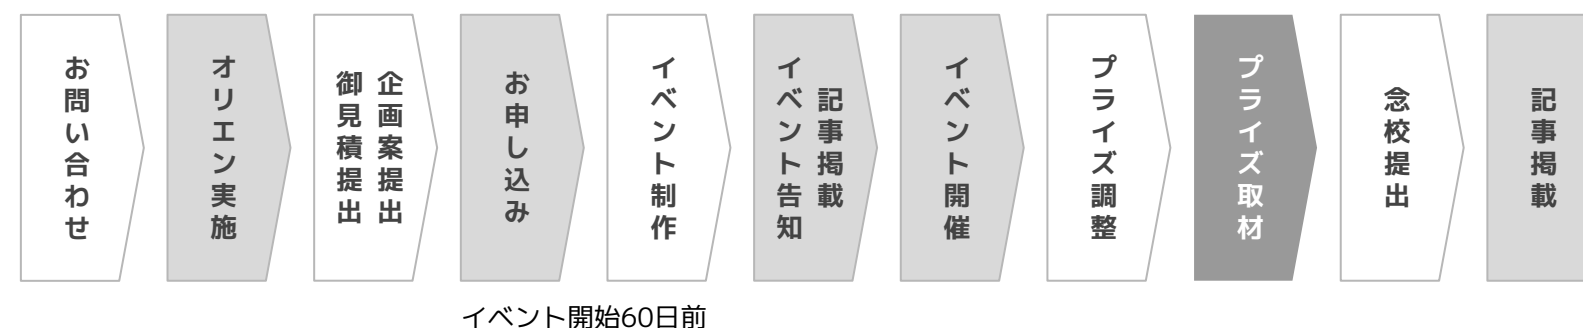 お問い合わせ
オリエン実施
企画案提出
御見積提出
お申し込み
イベント制作
記事掲載
イベント告知
イベント開催
プライズ調整
プライズ取材
念校提出
記事掲載
イベント開始60日前